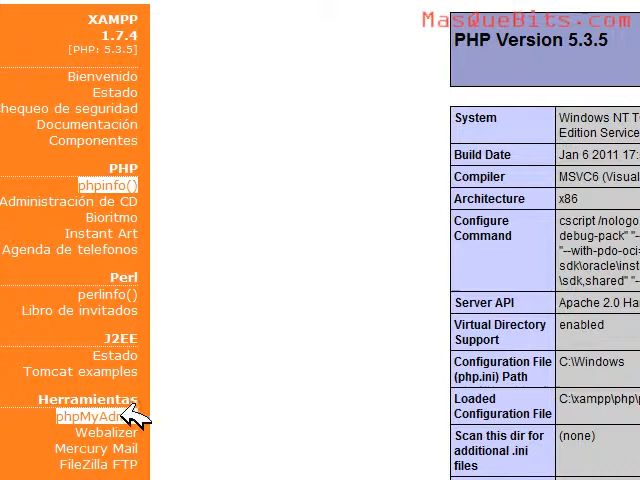 XAMPP
1.7.4
[PHP: 5.3.5]
Bienvenido
Estado
hequeo de seguridad
Documentación
Componentes
PHP
phpinfo()
Administración de CD
Bioritmo
Instant Art
Agenda de telefonos
Perl
perlinfo()
Libro de invitados
J2EE
Estado
Tomcat examples
Herramientas
phpMyAd
Webalizer
Mercury Mail
FileZilla FTP
MasQueBits.com
PHP Version 5.3.5
System Windows NT T
Edition Service
Build Date Jan 6 2011 17:
Compiler MSVC6 (Visual
Architecture x86
Configure cscript /nologo
Command debug-pack" "--
"--with-pdo-oci=
sdk\oracle\inst
\sdk,shared" "--
Server API Apache 2.0 Ha
Virtual Directory enabled
Support
Configuration File C:\Windows
(php.ini) Path
Loaded C:\xampp\php\p
Configuration File
Scan this dir for (none)
additional .ini
files